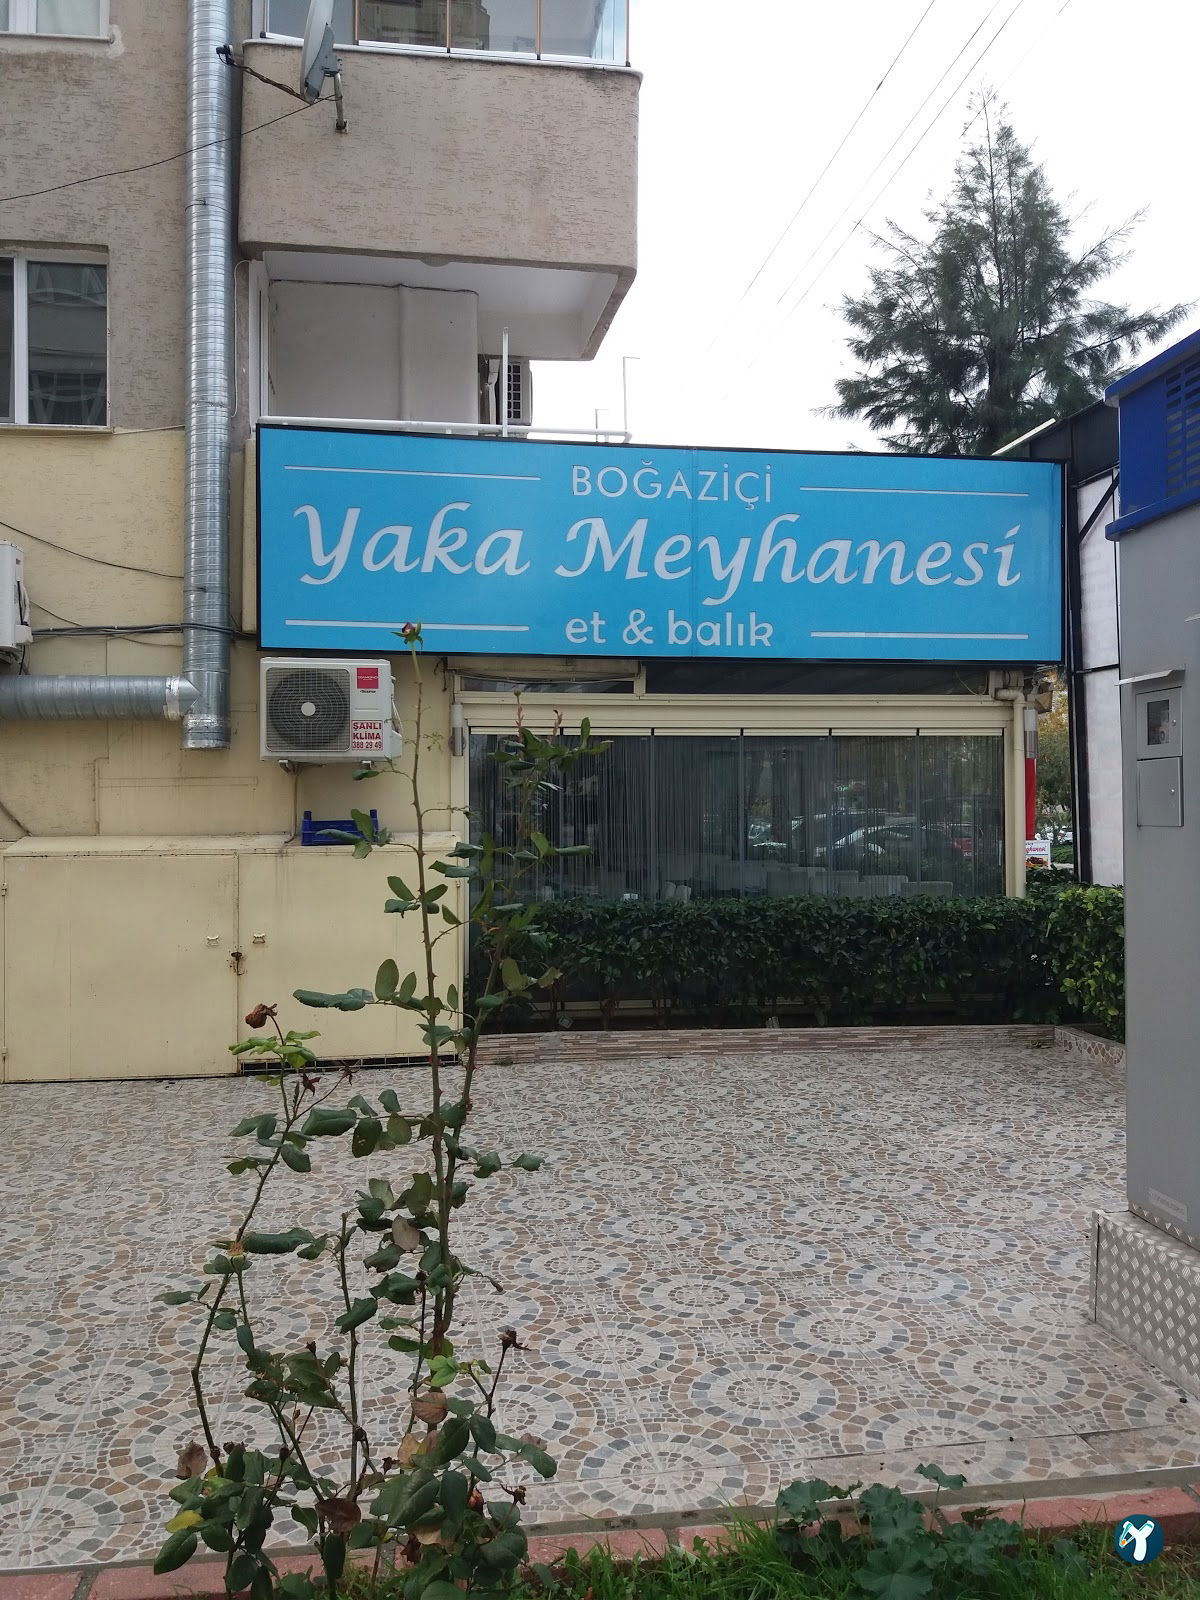 BOĞAZİÇİ
Yaka Meyhanesi
et & balık
ŞANLI
KLİMA
388 29 49